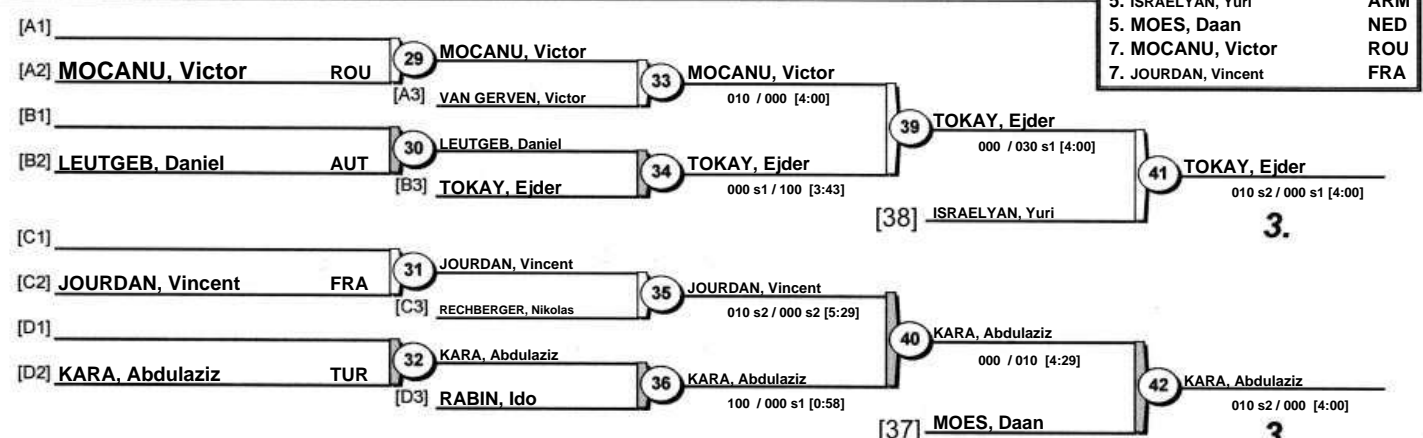 5. ISRAELYAN, Yuri ARM
5. MOES, Daan NED
7. MOCANU, Victor ROU
7. JOURDAN, Vincent FRA
[A1]
[A2] MOCANU, Victor ROU
29
MOCANU, Victor
[A3] VAN GERVEN, Victor
33
MOCANU, Victor
010 / 000 [4:00]
[B1]
[B2] LEUTGEB, Daniel AUT
30
LEUTGEB, Daniel
[B3] TOKAY, Ejder
34
TOKAY, Ejder
000 s1 / 100 [3:43]
39
TOKAY, Ejder
000 / 030 s1 [4:00]
[38] ISRAELYAN, Yuri
41
TOKAY, Ejder
010 s2 / 000 s1 [4:00]
3.
[C1]
[C2] JOURDAN, Vincent FRA
31
JOURDAN, Vincent
[C3] RECHBERGER, Nikolas
35
JOURDAN, Vincent
010 s2 / 000 s2 [5:29]
[D1]
[D2] KARA, Abdulaziz TUR
32
KARA, Abdulaziz
[D3] RABIN, Ido
36
KARA, Abdulaziz
100 / 000 s1 [0:58]
40
KARA, Abdulaziz
000 / 010 [4:29]
[37] MOES, Daan
42
KARA, Abdulaziz
010 s2 / 000 [4:00]
3.